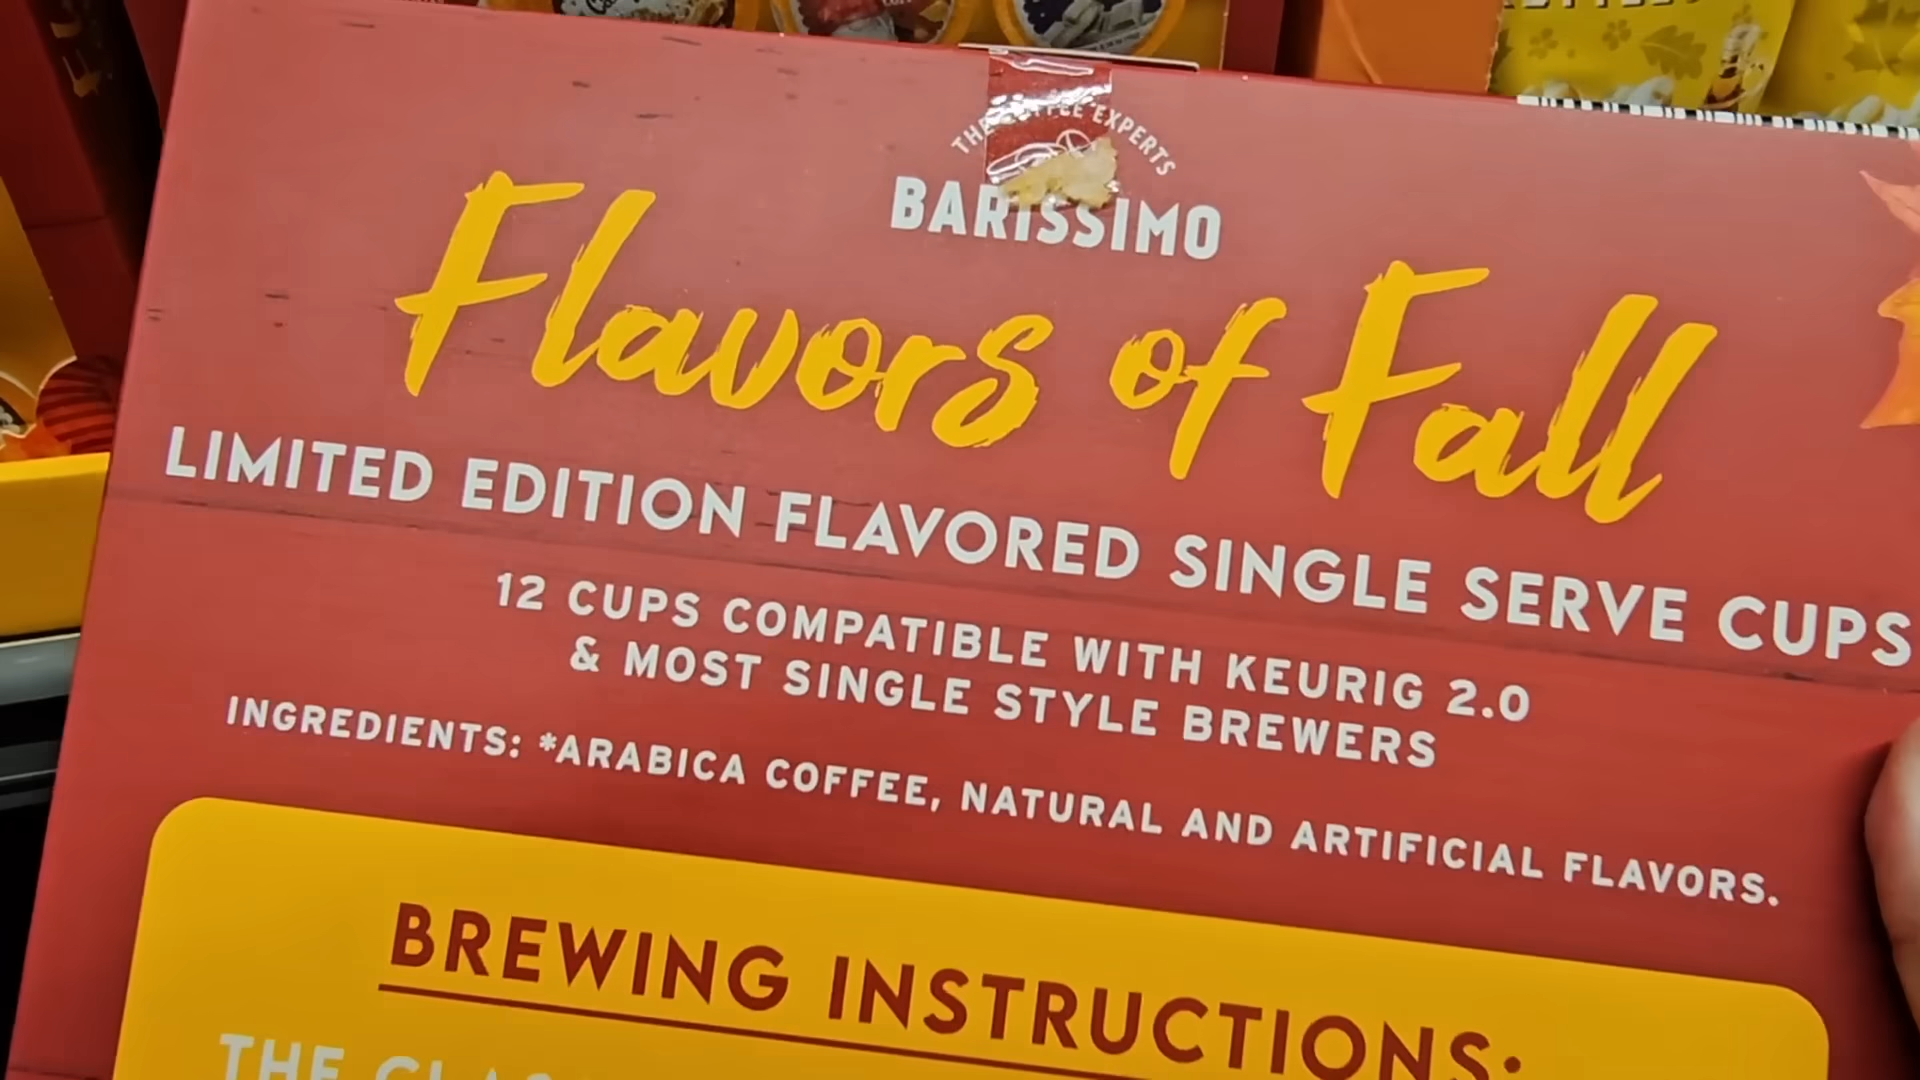 THE COFFEE EXPERTS
BARISSIMO
Flavors of Fall
LIMITED EDITION FLAVORED SINGLE SERVE CUPS
12 CUPS COMPATIBLE WITH KEURIG 2.0
& MOST SINGLE STYLE BREWERS
INGREDIENTS: *ARABICA COFFEE, NATURAL AND ARTIFICIAL FLAVORS.
BREWING INSTRUCTIONS:
THE